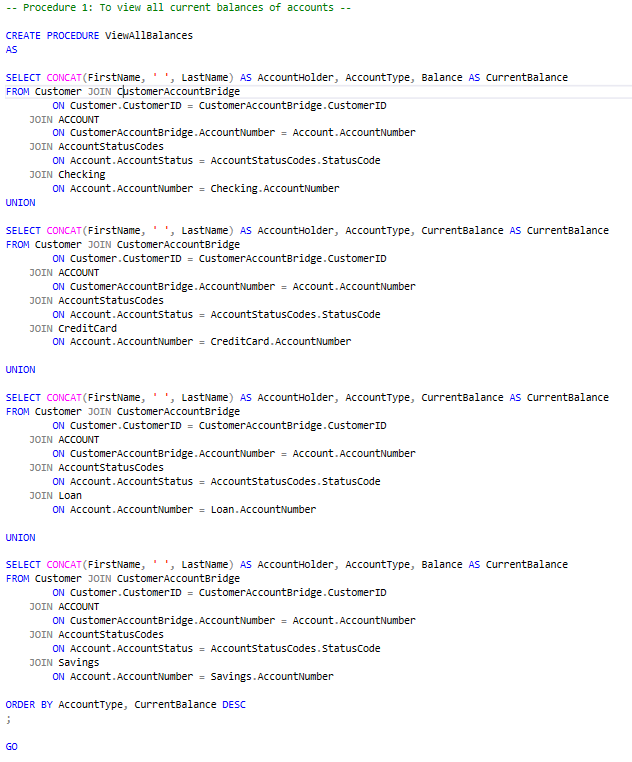 -- Procedure 1: To view all current balances of accounts --
CREATE PROCEDURE ViewAllBalances
AS
SELECT CONCAT(FirstName, ' ', LastName) AS AccountHolder, AccountType, Balance AS CurrentBalance
FROM Customer JOIN CustomerAccountBridge
ON Customer.CustomerID = CustomerAccountBridge.CustomerID
JOIN ACCOUNT
ON CustomerAccountBridge.AccountNumber = Account.AccountNumber
JOIN AccountStatusCodes
ON Account.AccountStatus = AccountStatusCodes.StatusCode
JOIN Checking
ON Account.AccountNumber = Checking.AccountNumber
UNION
SELECT CONCAT(FirstName, ' ', LastName) AS AccountHolder, AccountType, CurrentBalance AS CurrentBalance
FROM Customer JOIN CustomerAccountBridge
ON Customer.CustomerID = CustomerAccountBridge.CustomerID
JOIN ACCOUNT
ON CustomerAccountBridge.AccountNumber = Account.AccountNumber
JOIN AccountStatusCodes
ON Account.AccountStatus = AccountStatusCodes.StatusCode
JOIN CreditCard
ON Account.AccountNumber = CreditCard.AccountNumber
UNION
SELECT CONCAT(FirstName, ' ', LastName) AS AccountHolder, AccountType, CurrentBalance AS CurrentBalance
FROM Customer JOIN CustomerAccountBridge
ON Customer.CustomerID = CustomerAccountBridge.CustomerID
JOIN ACCOUNT
ON CustomerAccountBridge.AccountNumber = Account.AccountNumber
JOIN AccountStatusCodes
ON Account.AccountStatus = AccountStatusCodes.StatusCode
JOIN Loan
ON Account.AccountNumber = Loan.AccountNumber
UNION
SELECT CONCAT(FirstName, ' ', LastName) AS AccountHolder, AccountType, Balance AS CurrentBalance
FROM Customer JOIN CustomerAccountBridge
ON Customer.CustomerID = CustomerAccountBridge.CustomerID
JOIN ACCOUNT
ON CustomerAccountBridge.AccountNumber = Account.AccountNumber
JOIN AccountStatusCodes
ON Account.AccountStatus = AccountStatusCodes.StatusCode
JOIN Savings
ON Account.AccountNumber = Savings.AccountNumber
ORDER BY AccountType, CurrentBalance DESC
;
GO